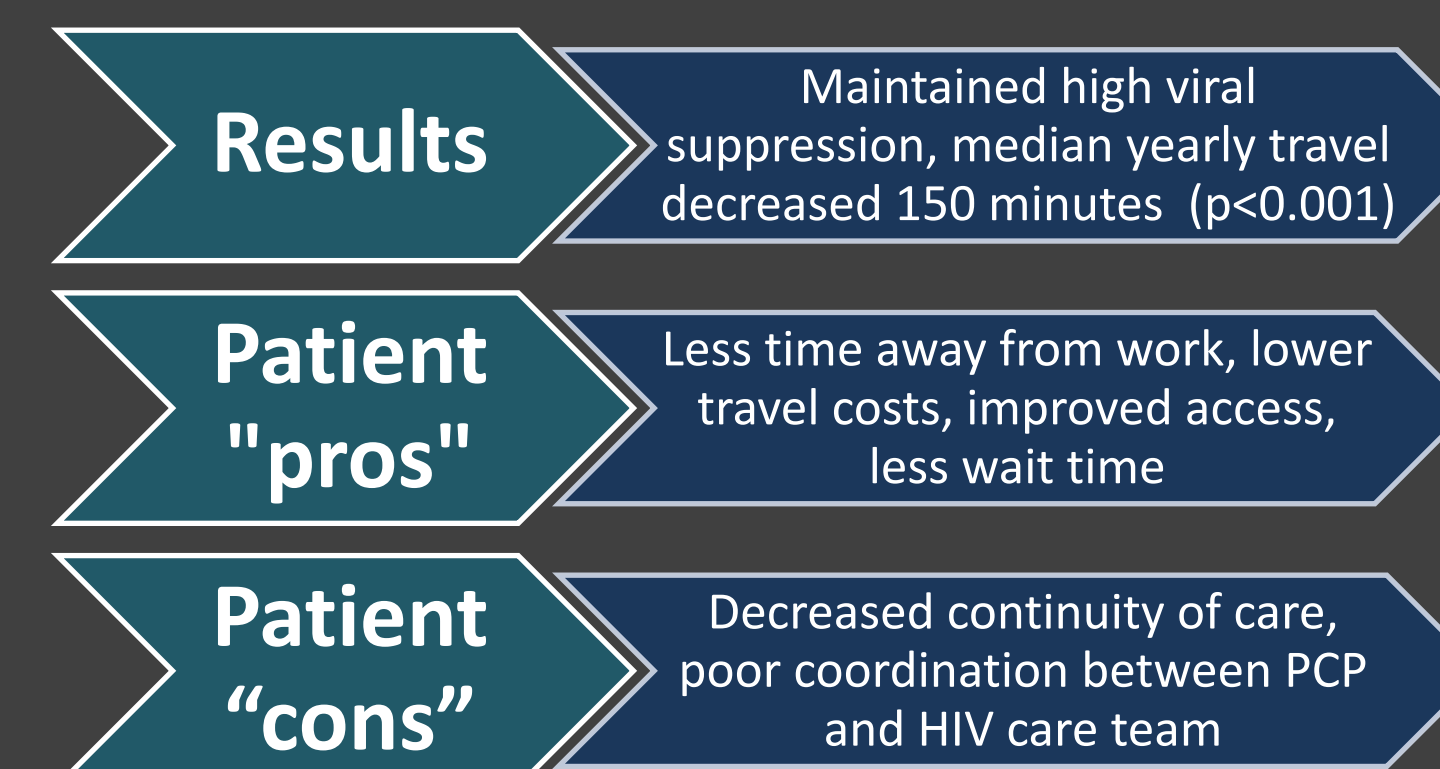 Results
Maintained high viral
suppression, median yearly travel
decreased 150 minutes  (p<0.001)
Patient
"pros"
Less time away from work, lower
travel costs, improved access,
less wait time
Patient
“cons”
Decreased continuity of care,
poor coordination between PCP
and HIV care team